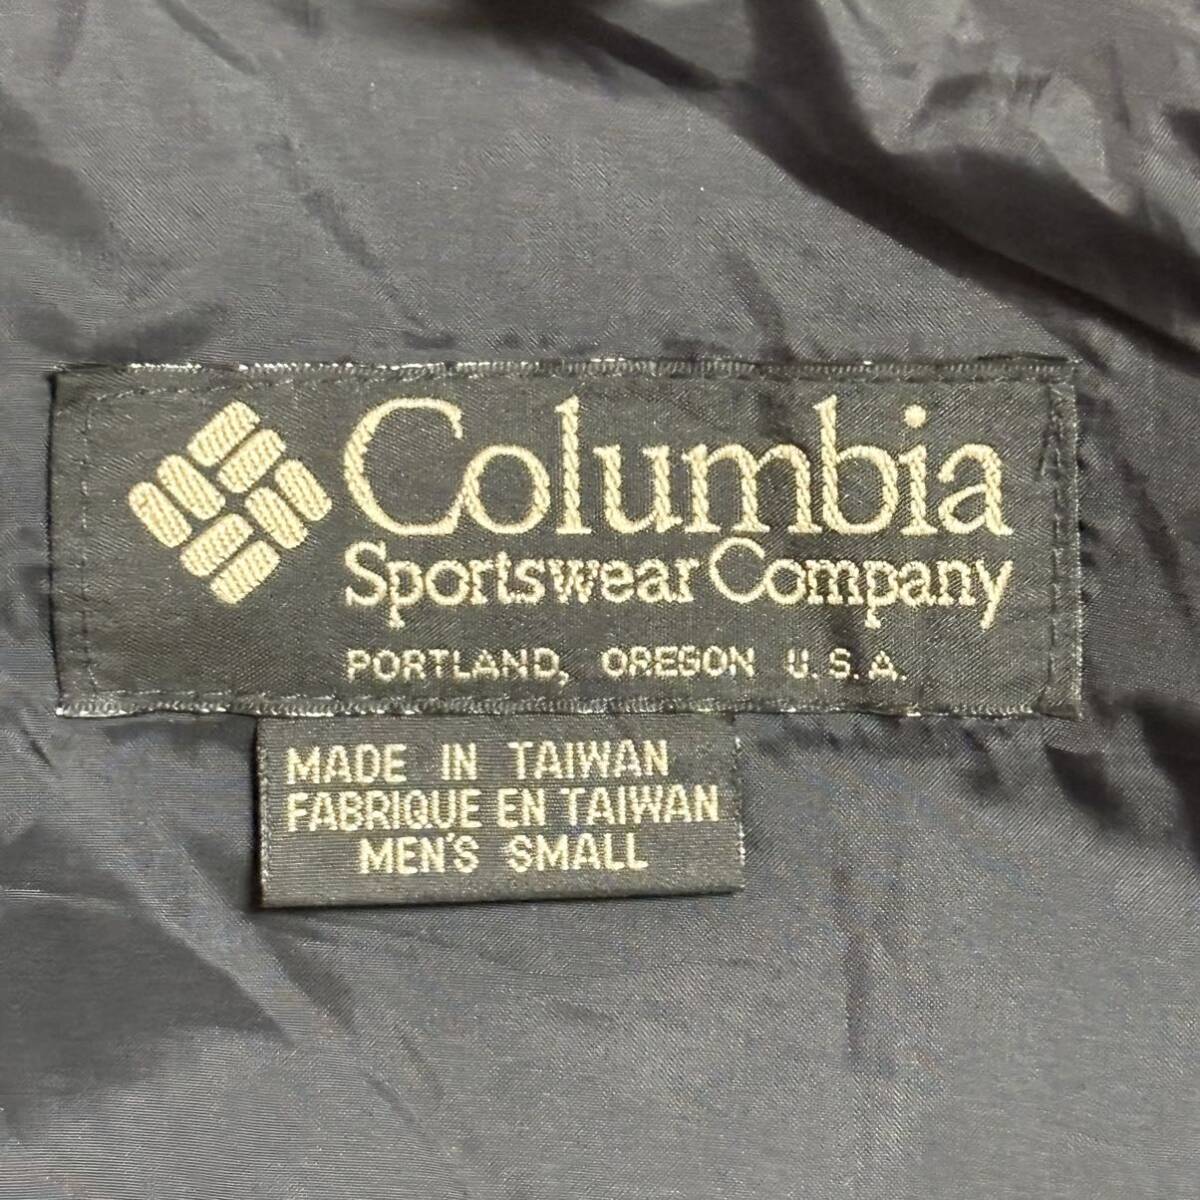 Columbia
Sportswear Company
PORTLAND, OREGON U.S.A.
MADE IN TAIWAN
FABRIQUE EN TAIWAN
MEN'S SMALL